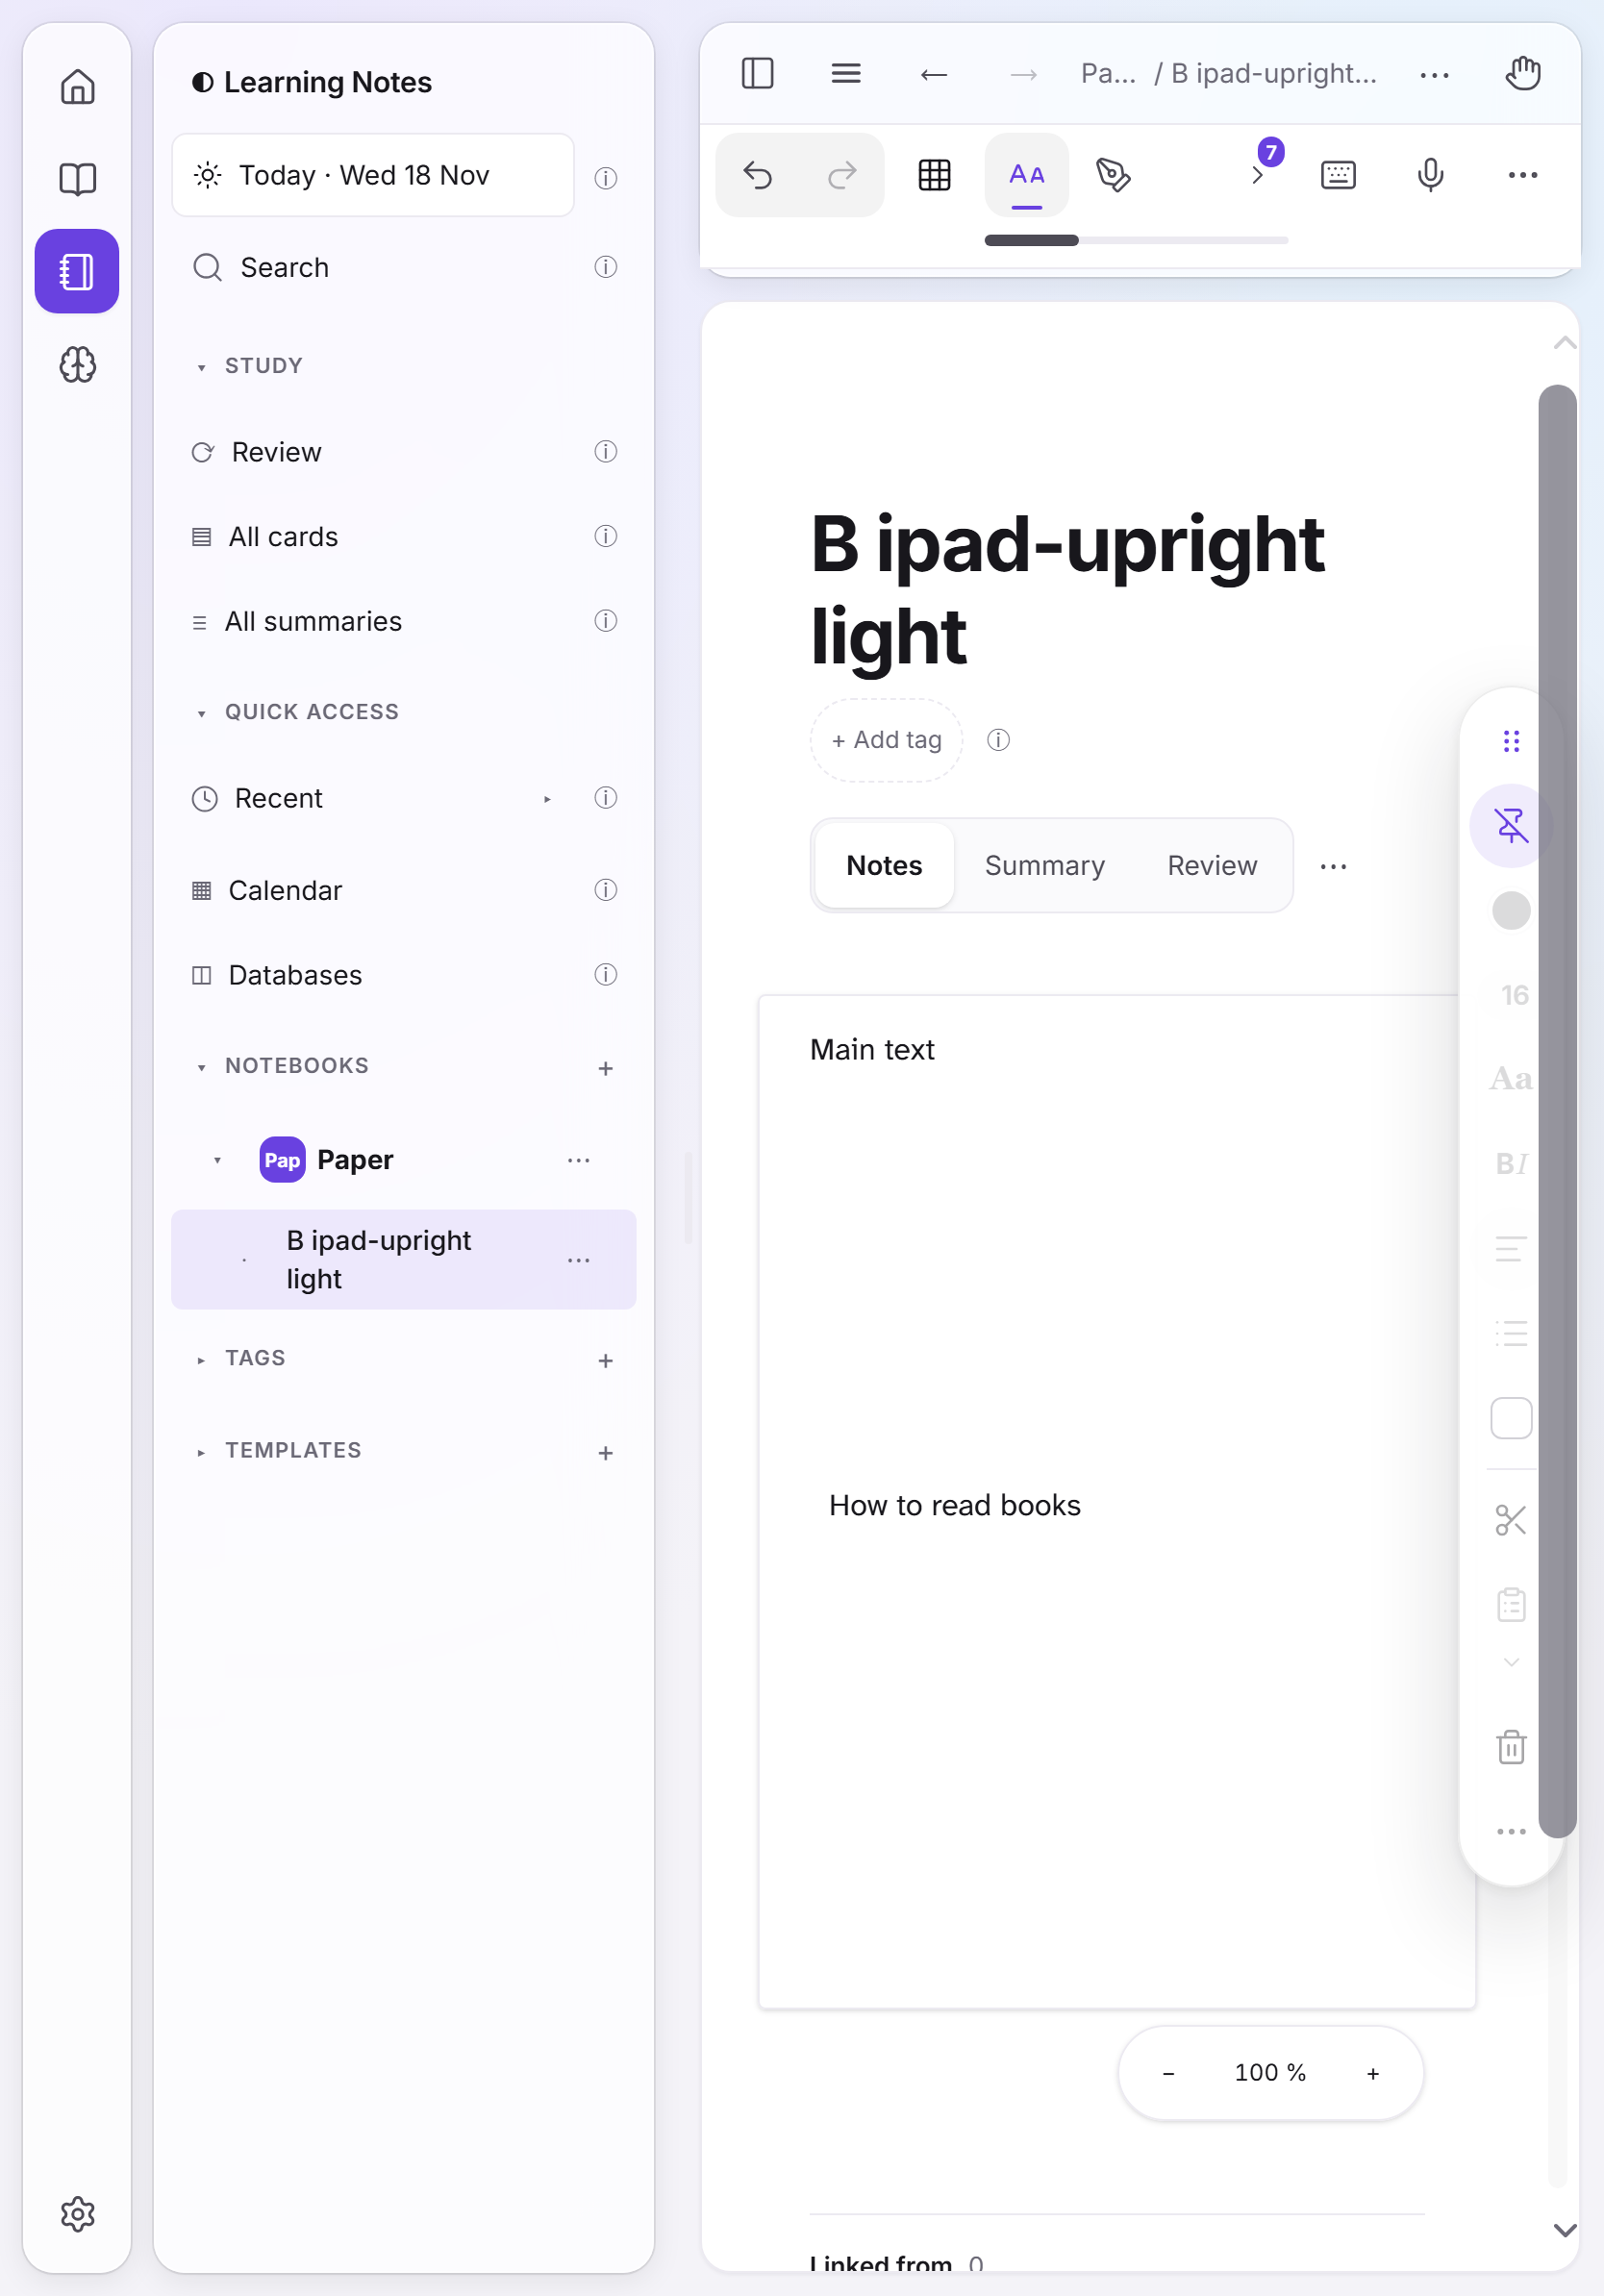 Learning Notes
Today · Wed 18 Nov
Search
STUDY
Review
All cards
All summaries
QUICK ACCESS
Recent
Calendar
Databases
NOTEBOOKS
Pap Paper
B ipad-upright
light
TAGS
TEMPLATES
Pa... / B ipad-upright...
AA
7
B ipad-upright
light
+ Add tag
Notes Summary Review
16
Aa
BI
Main text
How to read books
− 100 % +
Linked from 0